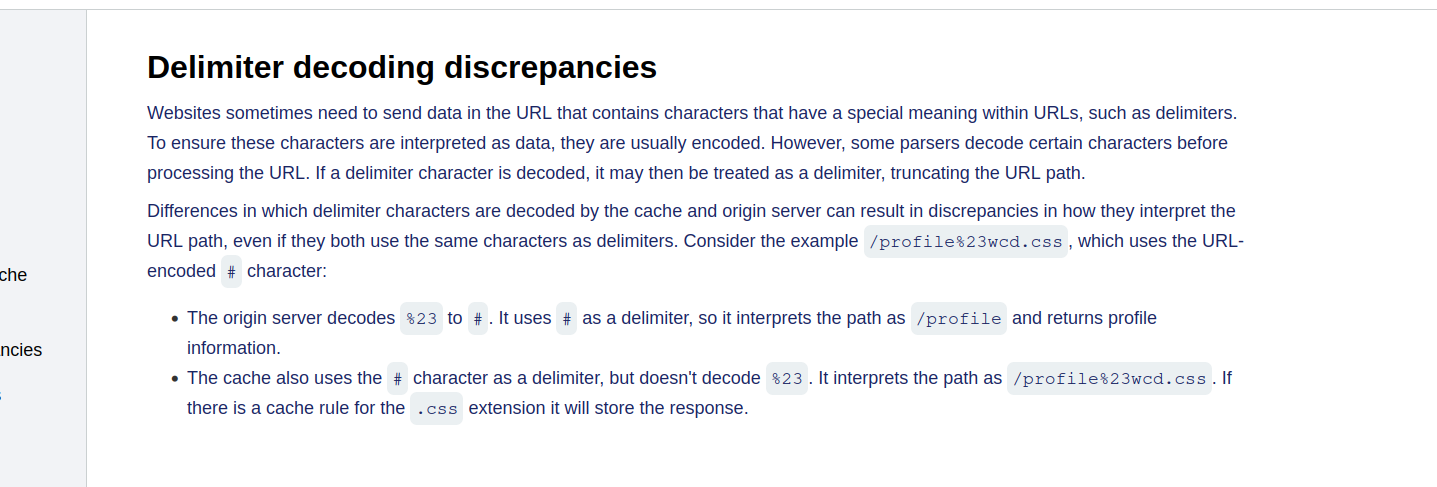 Delimiter decoding discrepancies
Websites sometimes need to send data in the URL that contains characters that have a special meaning within URLs, such as delimiters.
To ensure these characters are interpreted as data, they are usually encoded. However, some parsers decode certain characters before
processing the URL. If a delimiter character is decoded, it may then be treated as a delimiter, truncating the URL path.
Differences in which delimiter characters are decoded by the cache and origin server can result in discrepancies in how they interpret the
URL path, even if they both use the same characters as delimiters. Consider the example /profile%23wcd.css, which uses the URL-
encoded # character:
che
• The origin server decodes %23 to #. It uses # as a delimiter, so it interprets the path as /profile and returns profile
information.
ncies
• The cache also uses the # character as a delimiter, but doesn't decode %23. It interprets the path as /profile%23wcd.css. If
there is a cache rule for the .css extension it will store the response.